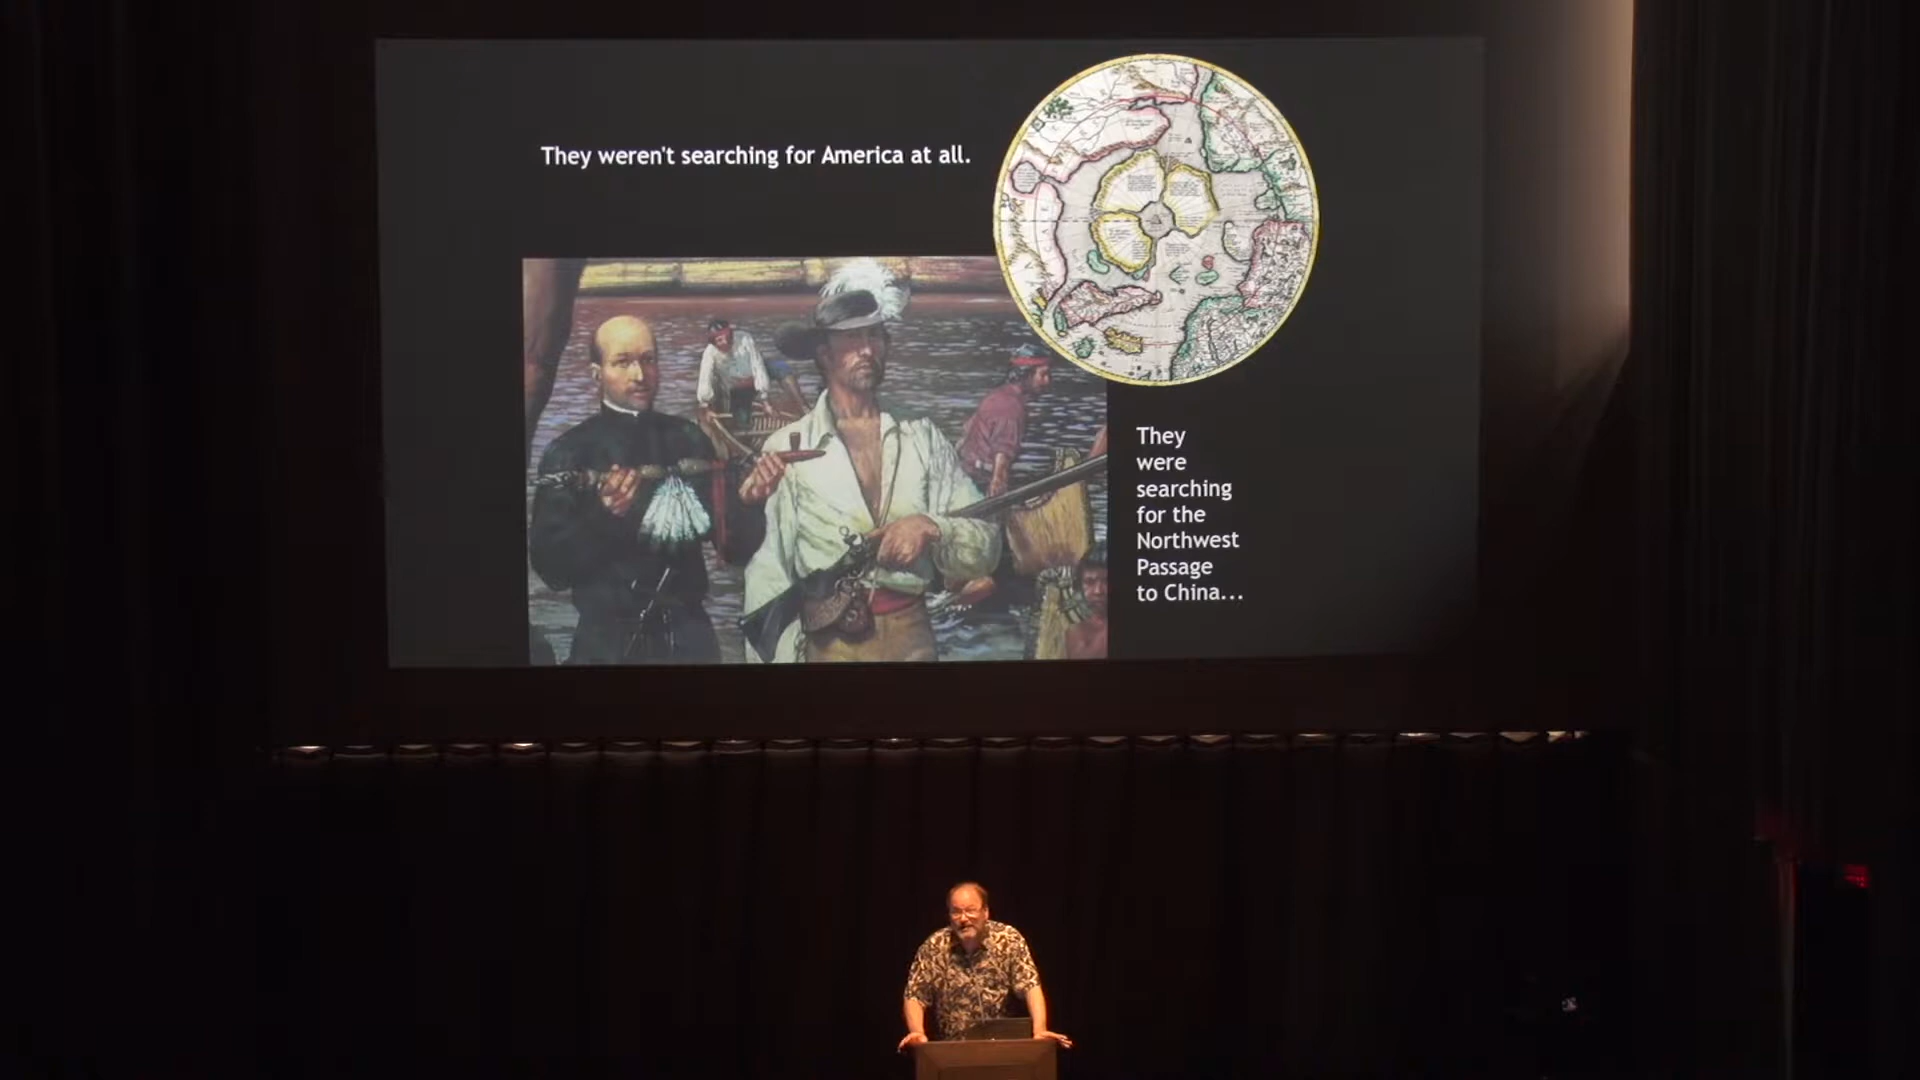 They weren't searching for America at all.
They
were
searching
for the
Northwest
Passage
to China...